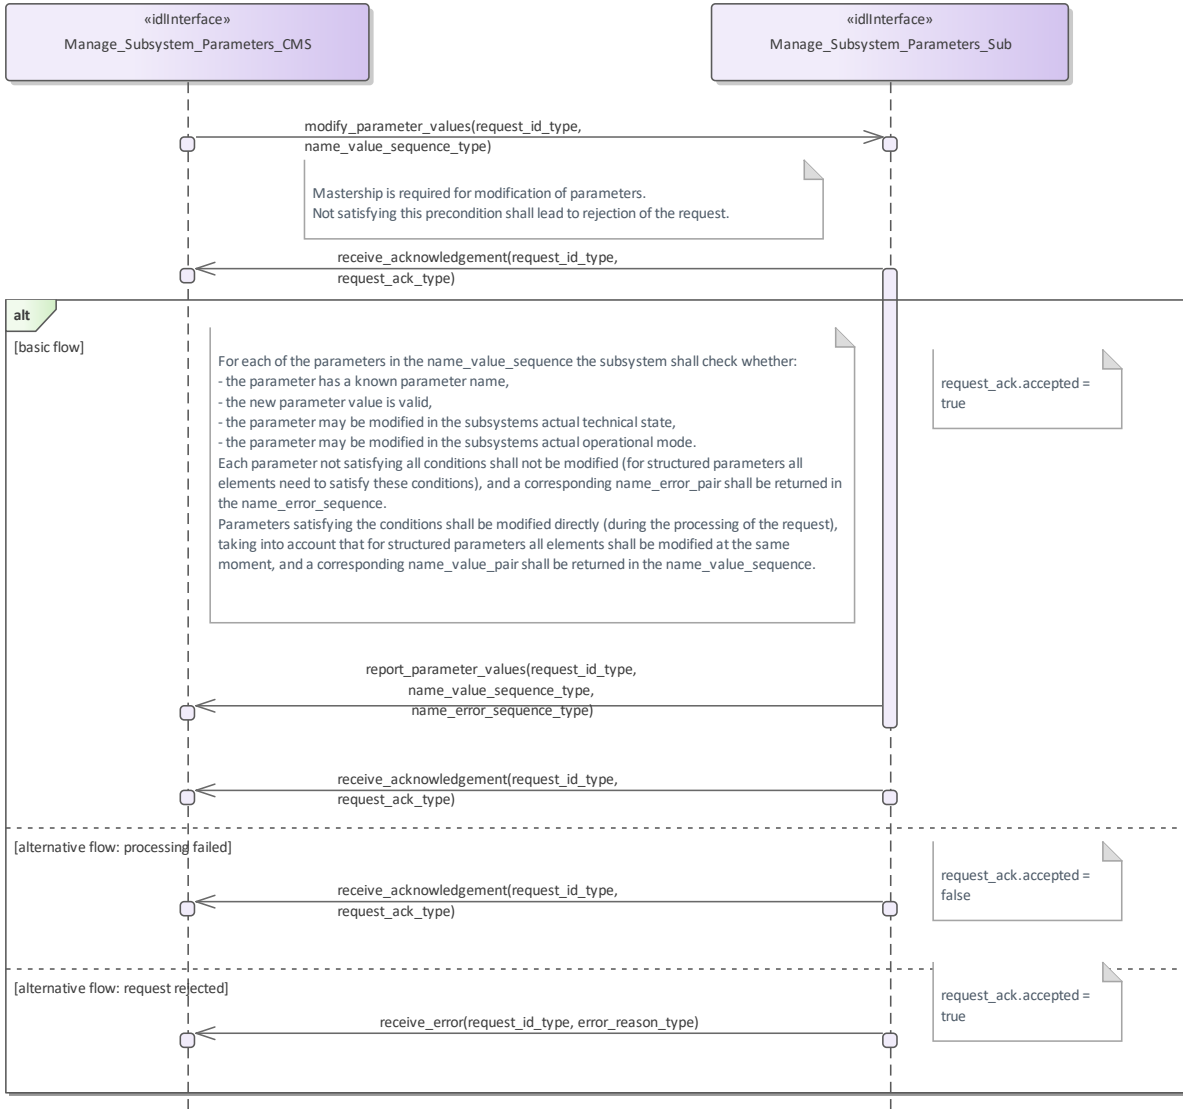 «idlInterface»
Manage_Subsystem_Parameters_CMS
«idlInterface»
Manage_Subsystem_Parameters_Sub
modify_parameter_values(request_id_type,
name_value_sequence_type)
Mastership is required for modification of parameters.
Not satisfying this precondition shall lead to rejection of the request.
receive_acknowledgement(request_id_type,
request_ack_type)
alt
[basic flow]
For each of the parameters in the name_value_sequence the subsystem shall check whether:
- the parameter has a known parameter name,
- the new parameter value is valid,
- the parameter may be modified in the subsystems actual technical state,
- the parameter may be modified in the subsystems actual operational mode.
Each parameter not satisfying all conditions shall not be modified (for structured parameters all
elements need to satisfy these conditions), and a corresponding name_error_pair shall be returned in
the name_error_sequence.
Parameters satisfying the conditions shall be modified directly (during the processing of the request),
taking into account that for structured parameters all elements shall be modified at the same
moment, and a corresponding name_value_pair shall be returned in the name_value_sequence.
request_ack.accepted =
true
report_parameter_values(request_id_type,
name_value_sequence_type,
name_error_sequence_type)
receive_acknowledgement(request_id_type,
request_ack_type)
[alternative flow: processing failed]
receive_acknowledgement(request_id_type,
request_ack_type)
request_ack.accepted =
false
[alternative flow: request rejected]
receive_error(request_id_type, error_reason_type)
request_ack.accepted =
true